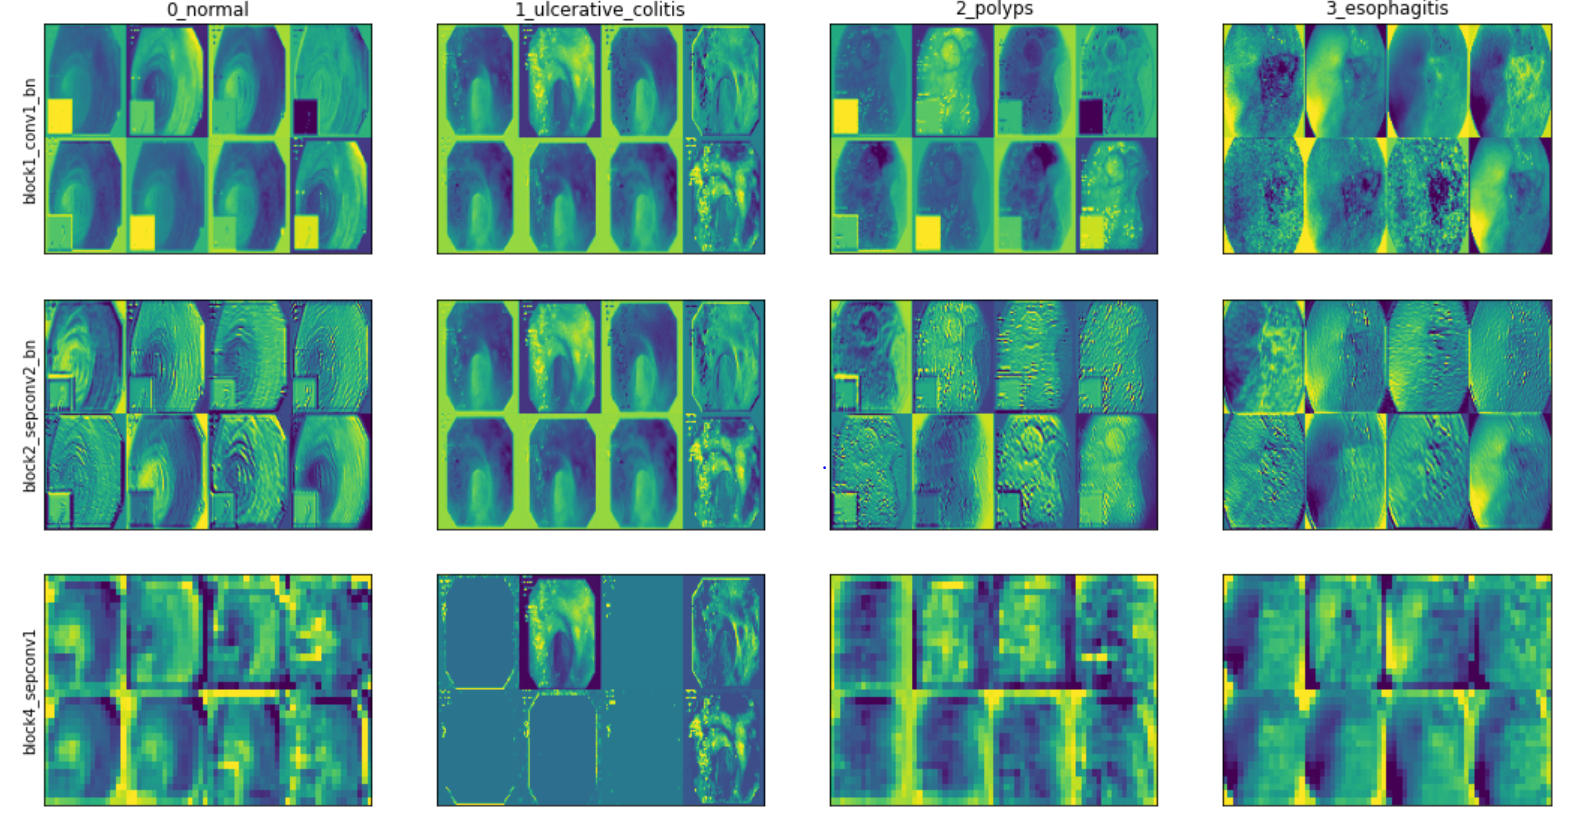 0_normal
1_ulcerative_colitis
2_polyps
3_esophagitis
block1_conv1_bn
block2_sepconv2_bn
block4_sepconv1